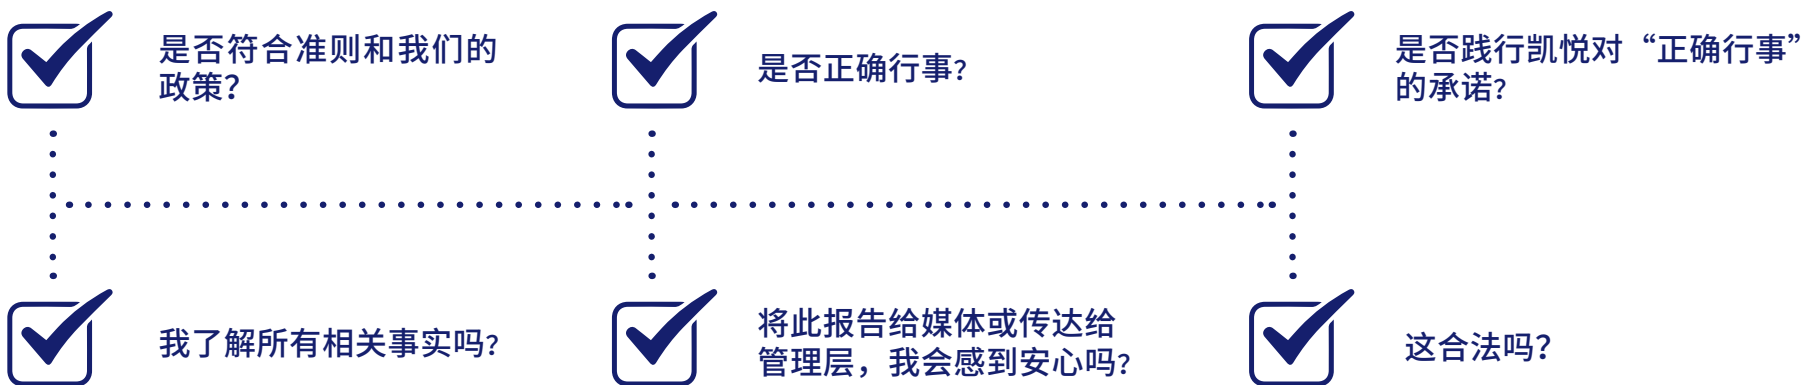 是否符合准则和我们的
政策？
是否正确行事？
是否践行凯悦对“正确行事”
的承诺？
我了解所有相关事实吗？
将此报告给媒体或传达给
管理层，我会感到安心吗？
这合法吗？